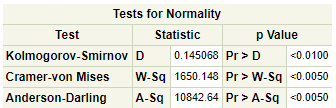 Tests for Normality
Test Statistic p Value
Kolmogorov-Smirnov D 0.145068 Pr > D <0.0100
Cramer-von Mises W-Sq 1650.148 Pr > W-Sq <0.0050
Anderson-Darling A-Sq 10842.64 Pr > A-Sq <0.0050